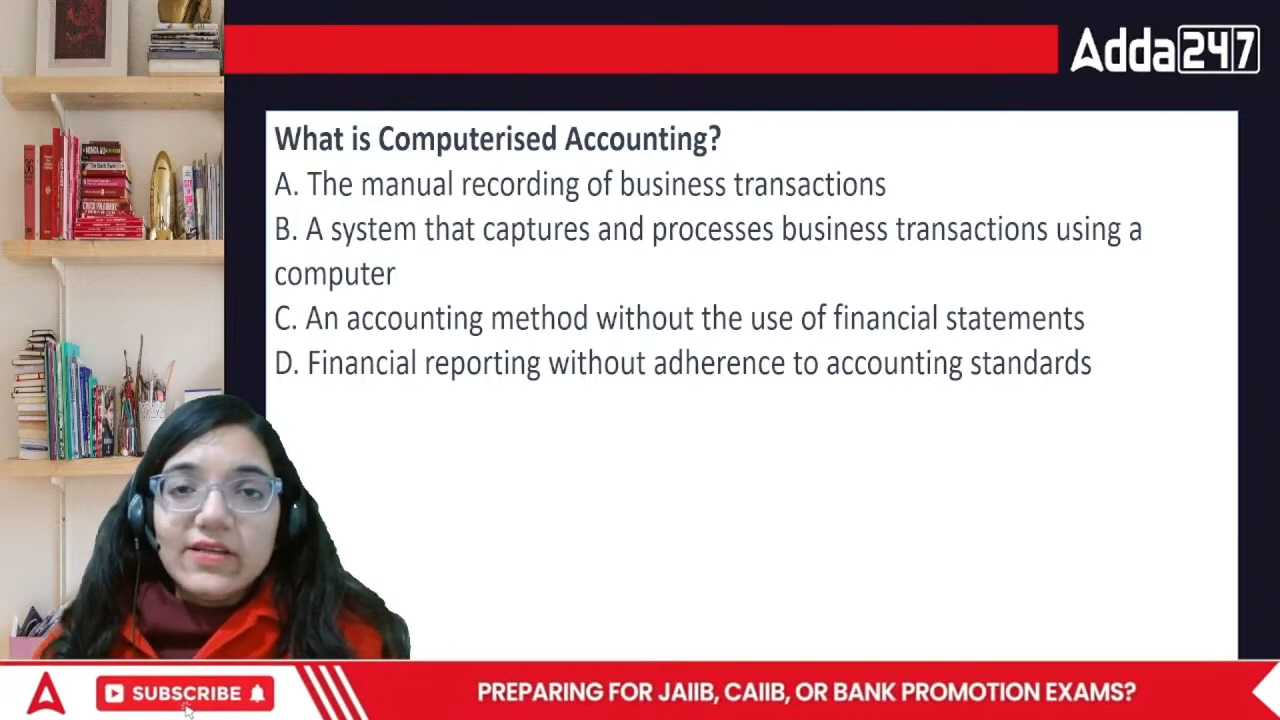 Adda247
What is Computerised Accounting?
A. The manual recording of business transactions
B. A system that captures and processes business transactions using a
computer
C. An accounting method without the use of financial statements
D. Financial reporting without adherence to accounting standards
SUBSCRIBE
PREPARING FOR JAIIB, CAIIB, OR BANK PROMOTION EXAMS?